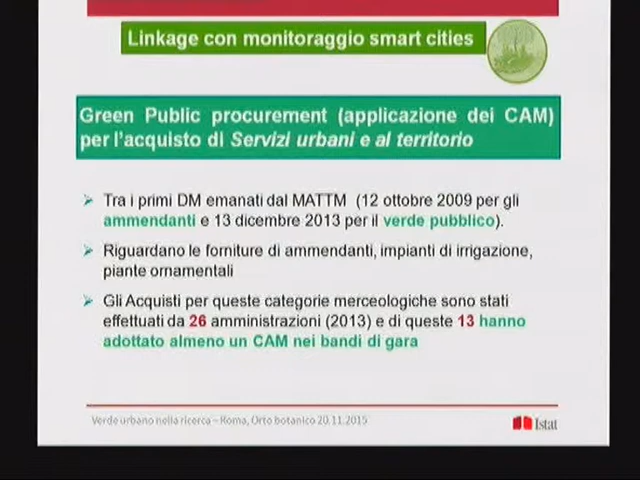 Linkage con monitoraggio smart cities
Green Public procurement (applicazione dei CAM)
per l'acquisto di Servizi urbani e al territorio
Tra i primi DM emanati dal MATTM (12 ottobre 2009 per gli
ammendanti e 13 dicembre 2013 per il verde pubblico).
Riguardano le forniture di ammendanti, impianti di irrigazione,
piante ornamentali
Gli Acquisti per queste categorie merceologiche sono stati
effettuati da 26 amministrazioni (2013) e di queste 13 hanno
adottato almeno un CAM nei bandi di gara
Verde urbano nella ricerca – Roma, Orto botanico 20.11.2015
Istat